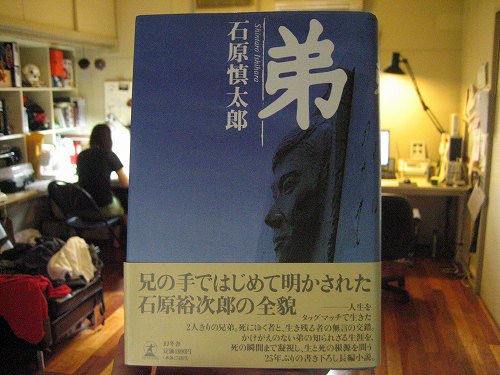 弟
Shintaro Ishihara
石原慎太郎
兄の手ではじめて明かされた
石原裕次郎の全貌
——人生を
タッグマッチで生きた
2人きりの兄弟。死にゆく者と、生き残る者の無言の交錯。
かけがえのない弟の知られざる生涯を、
死の瞬間まで凝視し、生と死の根源を問う
25年ぶりの書き下ろし長編小説。
幻冬舎